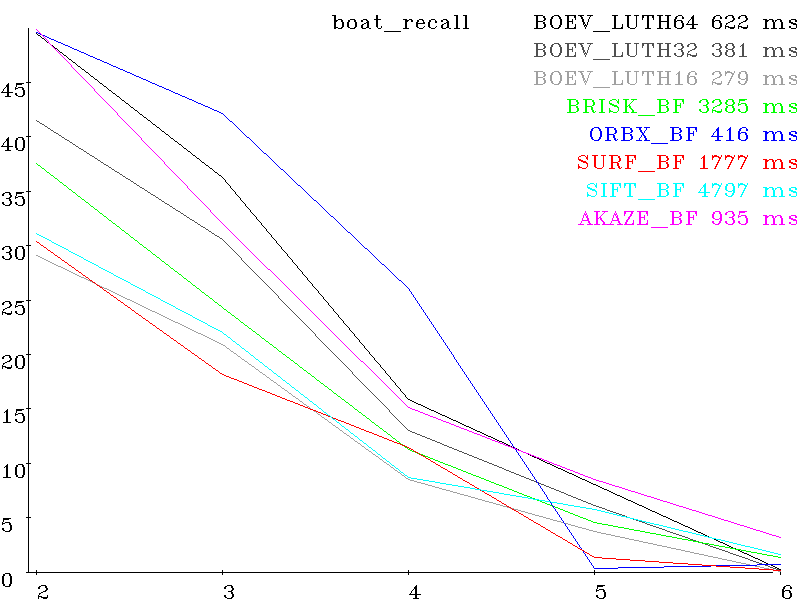 boat_recall BOEV_LUTH64 622 ms
BOEV_LUTH32 381 ms
BOEV_LUTH16 279 ms
BRISK_BF 3285 ms
ORBX_BF 416 ms
SURF_BF 1777 ms
SIFT_BF 4797 ms
AKAZE_BF 935 ms
45
40
35
30
25
20
15
10
5
0
2 3 4 5 6